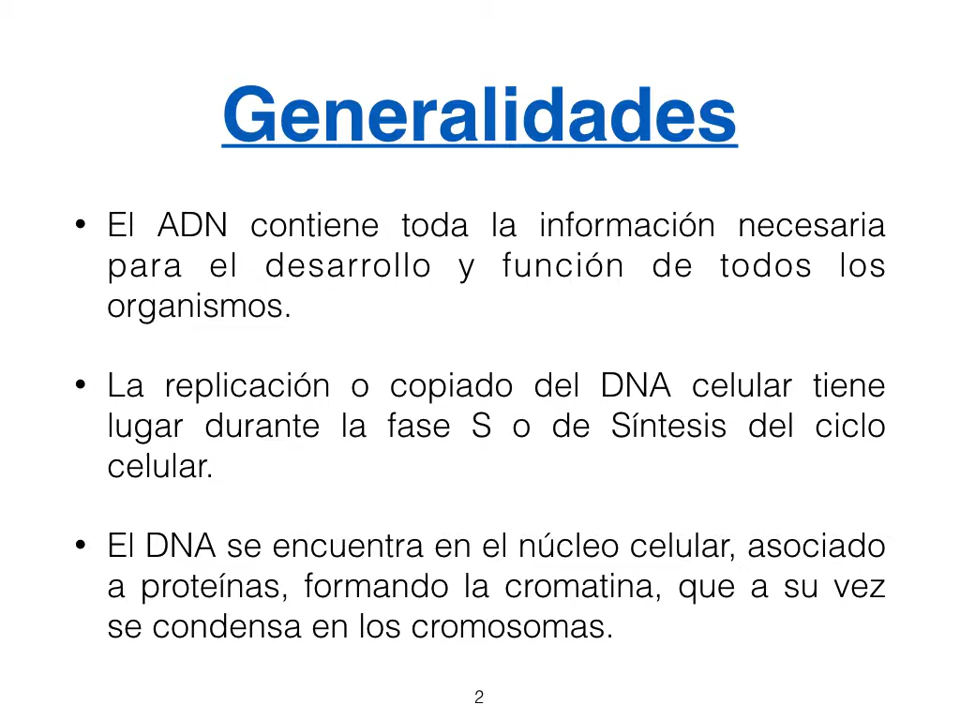 Generalidades
• El ADN contiene toda la información necesaria
para el desarrollo y función de todos los
organismos.
• La replicación o copiado del DNA celular tiene
lugar durante la fase S o de Síntesis del ciclo
celular.
• El DNA se encuentra en el núcleo celular, asociado
a proteínas, formando la cromatina, que a su vez
se condensa en los cromosomas.
2